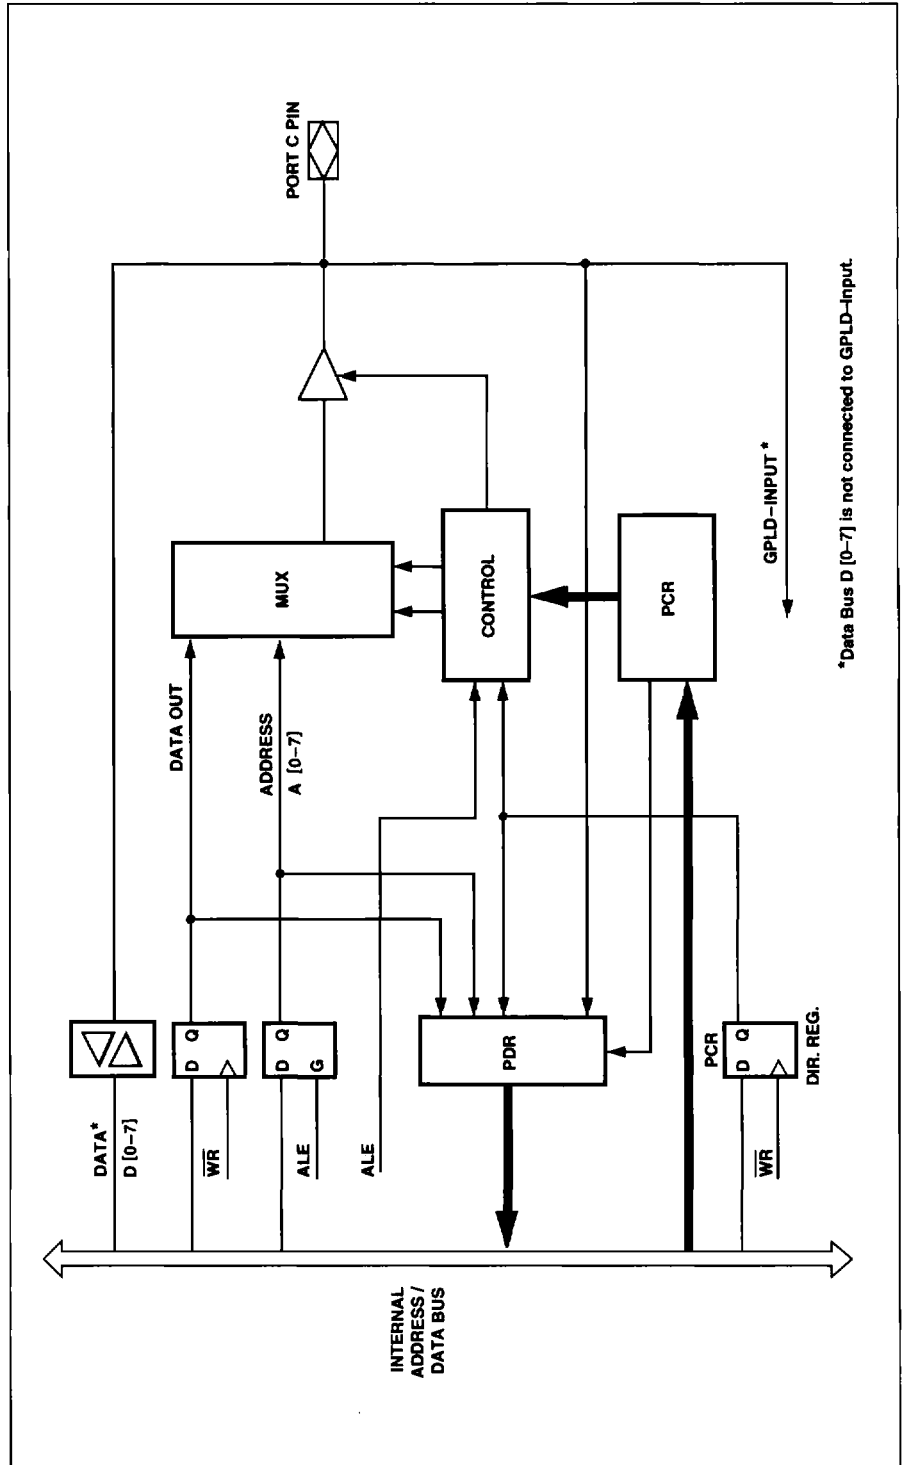 PORT C PIN
MUX
CONTROL
PCR
GPLD–INPUT *
DATA OUT
ADDRESS
A [0–7]
DATA*
D [0–7]
D Q
WR
D Q
G
ALE
ALE
PDR
PCR
D Q
DIR. REG.
WR
INTERNAL
ADDRESS /
DATA BUS
*Data Bus D [0–7] is not connected to GPLD–Input.